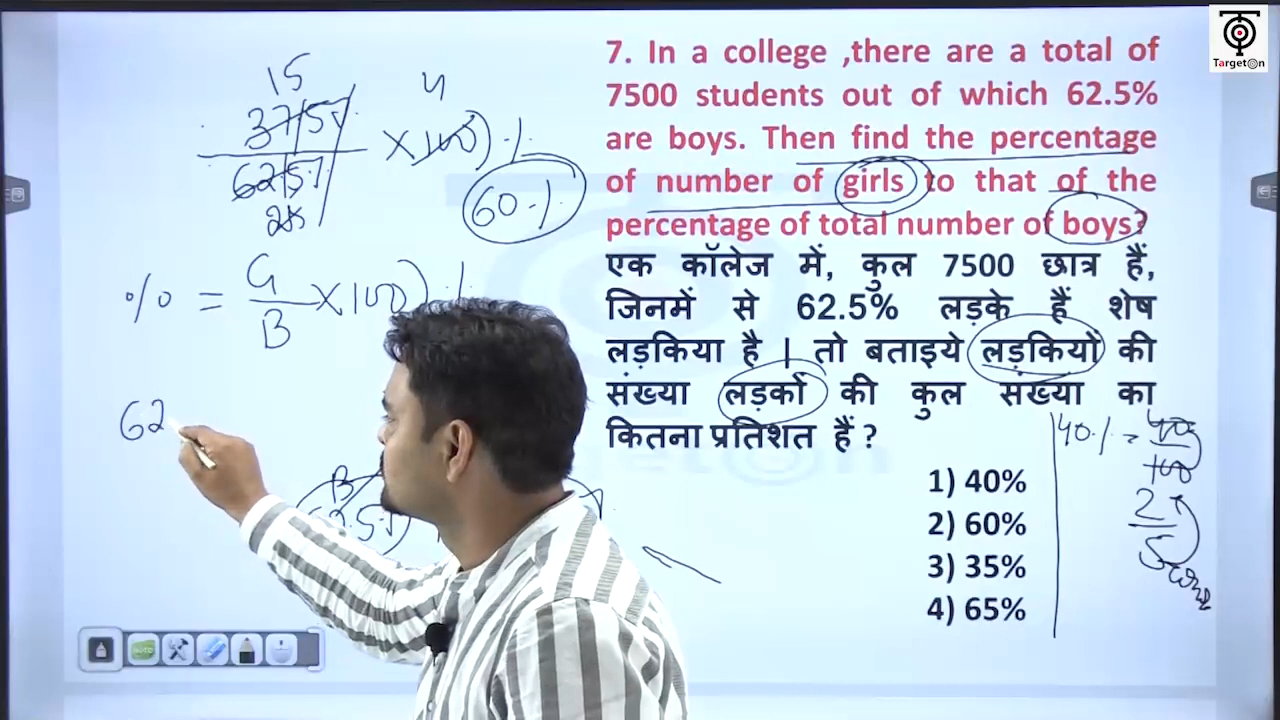 TargetOn
7. In a college ,there are a total of
7500 students out of which 62.5%
are boys. Then find the percentage
of number of girls to that of the
percentage of total number of boys?
एक कॉलेज में, कुल 7500 छात्र हैं,
जिनमें से 62.5% लड़के हैं शेष
लड़किया है | तो बताइये लड़कियों की
संख्या लड़कों की कुल संख्या का
कितना प्रतिशत हैं ?
1) 40%
2) 60%
3) 35%
4) 65%
15
4
37.5%
62.5%
25
×100) %
60%
% = G/B ×100) %
62
B
40% = 40/100
2
5